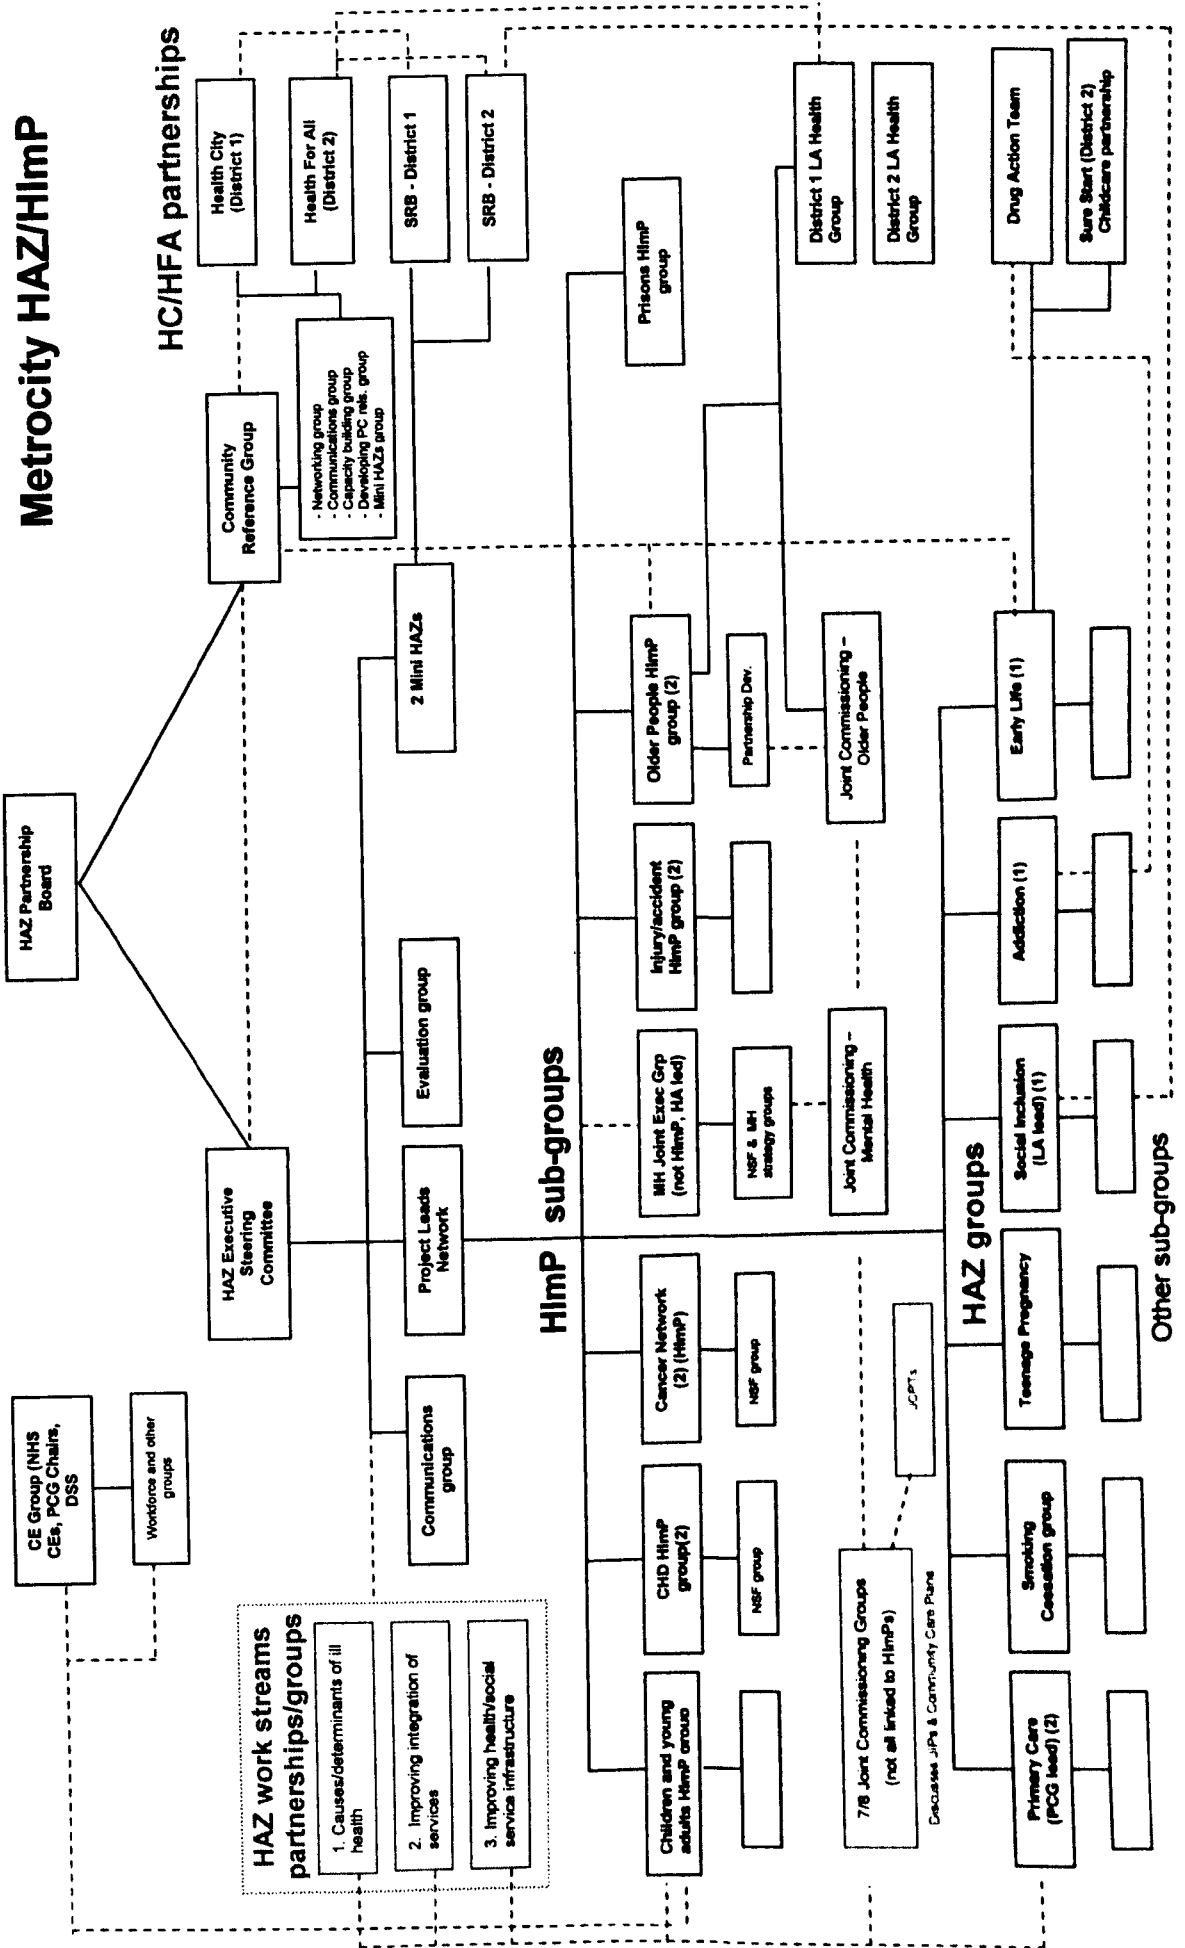 Metrocity HAZ/HImP
HAZ Partnership
Board
CE Group (NHS
CEs, PCG Chairs,
DSS
Workforce and other
groups
HC/HFA partnerships
HAZ Executive
Steering
Committee
Community
Reference Group
Health City
(District 1)
- Networking group
- Communications group
- Capacity building group
- Developing PC rels. group
- Mini HAZs group
Health For All
(District 2)
SRB - District 1
SRB - District 2
HAZ work streams
partnerships/groups
1. Causes/determinants of ill
health
2. Improving integration of
services
3. Improving health/social
service infrastructure
Communications
group
Project Leads
Network
Evaluation group
2 Mini HAZs
HImP sub-groups
Children and young
adults HImP group
CHD HImP
group(2)
NSF group
Cancer Network
(2) (HImP)
NSF group
MH Joint Exec Grp
(not HImP, HA led)
NSF & MH
strategy groups
Injury/accident
HImP group (2)
Older People HImP
group (2)
Partnership Dev.
Prisons HImP
group
7/8 Joint Commissioning Groups
(not all linked to HImPs)
Discusses JIPs & Community Care Plans
JCPTs
Joint Commissioning –
Mental Health
Joint Commissioning –
Older People
District 1 LA Health
Group
District 2 LA Health
Group
HAZ groups
Primary Care
(PCG lead) (2)
Smoking
Cessation group
Teenage Pregnancy
Social Inclusion
(LA lead) (1)
Addiction (1)
Early Life (1)
Drug Action Team
Sure Start (District 2)
Childcare partnership
Other sub-groups